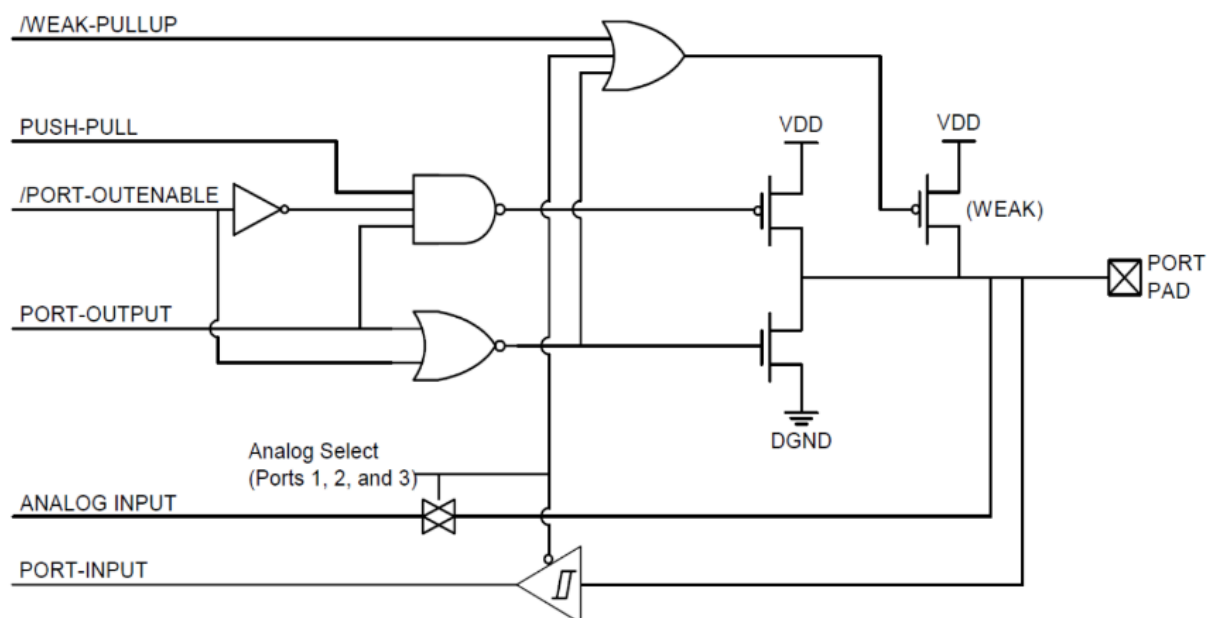 /WEAK-PULLUP
PUSH-PULL
VDD
VDD
/PORT-OUTENABLE
(WEAK)
PORT
PAD
PORT-OUTPUT
DGND
Analog Select
(Ports 1, 2, and 3)
ANALOG INPUT
PORT-INPUT